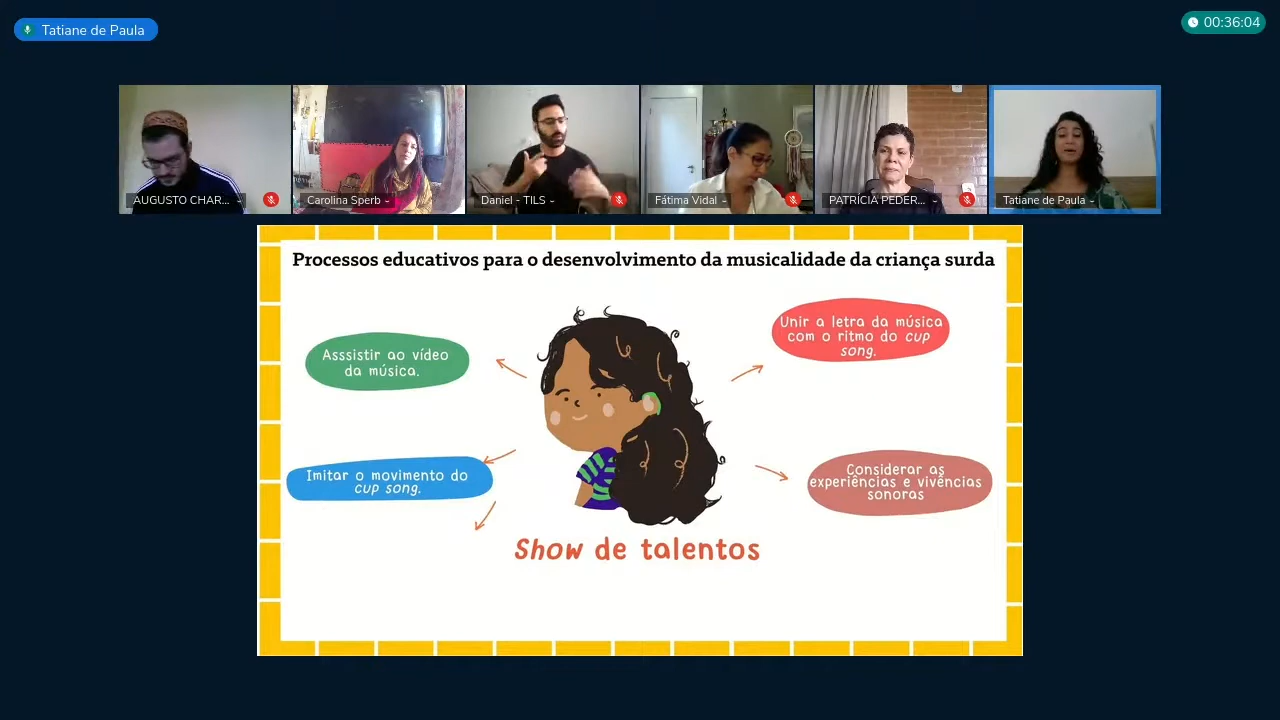 Tatiane de Paula
00:36:04
AUGUSTO CHAR...
Carolina Sperb
Daniel - TILS
Fátima Vidal
PATRÍCIA PEDER...
Tatiane de Paula
Processos educativos para o desenvolvimento da musicalidade da criança surda
Asssistir ao vídeo
da música.
Unir a letra da música
com o ritmo do cup
song.
Imitar o movimento do
cup song.
Considerar as
experiências e vivências
sonoras
Show de talentos